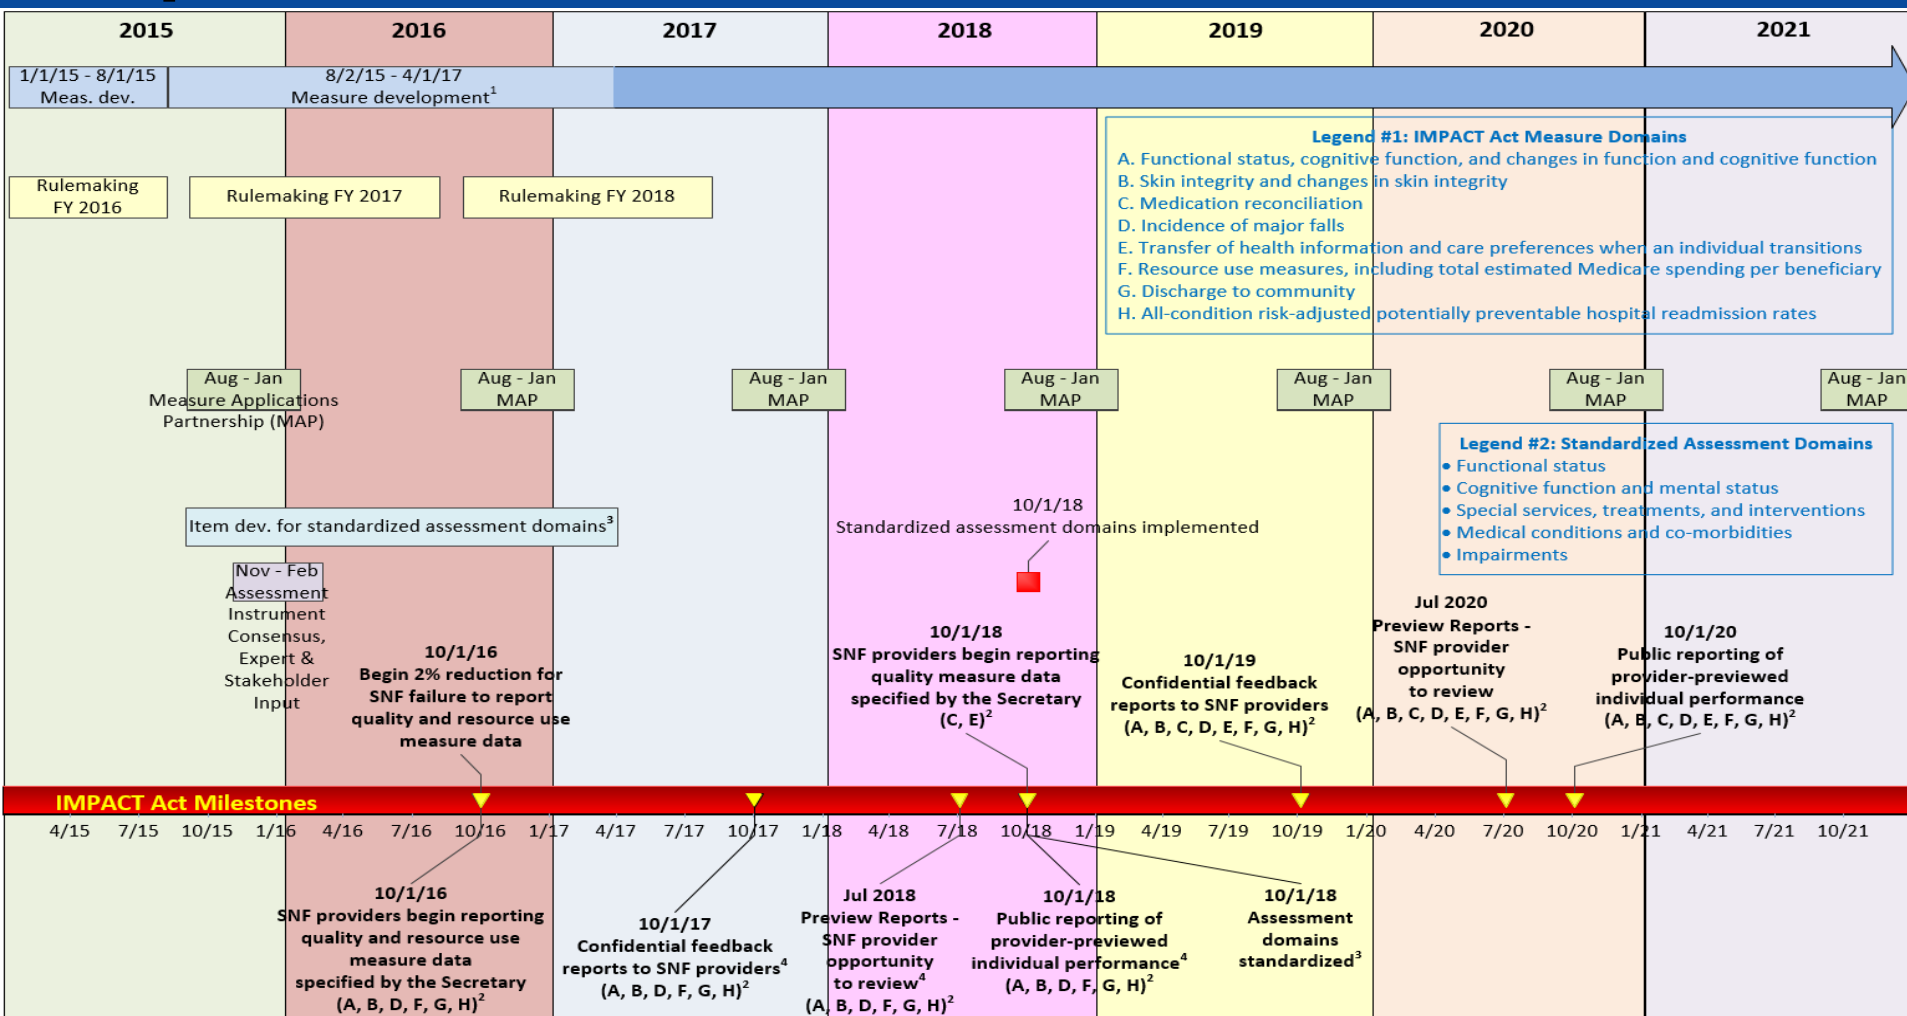 2015
2016
2017
2018
2019
2020
2021
1/1/15 - 8/1/15
Meas. dev.
8/2/15 - 4/1/17
Measure development1
Legend #1: IMPACT Act Measure Domains
A. Functional status, cognitive function, and changes in function and cognitive function
B. Skin integrity and changes in skin integrity
C. Medication reconciliation
D. Incidence of major falls
E. Transfer of health information and care preferences when an individual transitions
F. Resource use measures, including total estimated Medicare spending per beneficiary
G. Discharge to community
H. All-condition risk-adjusted potentially preventable hospital readmission rates
Rulemaking
FY 2016
Rulemaking FY 2017
Rulemaking FY 2018
Aug - Jan
Measure Applications
Partnership (MAP)
Aug - Jan
MAP
Aug - Jan
MAP
Aug - Jan
MAP
Aug - Jan
MAP
Aug - Jan
MAP
Aug - Jan
MAP
Legend #2: Standardized Assessment Domains
• Functional status
• Cognitive function and mental status
• Special services, treatments, and interventions
• Medical conditions and co-morbidities
• Impairments
Item dev. for standardized assessment domains3
10/1/18
Standardized assessment domains implemented
Nov - Feb
Assessment
Instrument
Consensus,
Expert &
Stakeholder
Input
10/1/16
Begin 2% reduction for
SNF failure to report
quality and resource use
measure data
10/1/18
SNF providers begin reporting
quality measure data
specified by the Secretary
(C, E)2
10/1/19
Confidential feedback
reports to SNF providers
(A, B, C, D, E, F, G, H)2
Jul 2020
Preview Reports -
SNF provider
opportunity
to review
(A, B, C, D, E, F, G, H)2
10/1/20
Public reporting of
provider-previewed
individual performance
(A, B, C, D, E, F, G, H)2
IMPACT Act Milestones
4/15
7/15
10/15
1/16
4/16
7/16
10/16
1/17
4/17
7/17
10/17
1/18
4/18
7/18
10/18
1/19
4/19
7/19
10/19
1/20
4/20
7/20
10/20
1/21
4/21
7/21
10/21
10/1/16
SNF providers begin reporting
quality and resource use
measure data
specified by the Secretary
(A, B, D, F, G, H)2
10/1/17
Confidential feedback
reports to SNF providers4
(A, B, D, F, G, H)2
Jul 2018
Preview Reports -
SNF provider
opportunity
to review4
(A, B, D, F, G, H)2
10/1/18
Public reporting of
provider-previewed
individual performance4
(A, B, D, F, G, H)2
10/1/18
Assessment
domains
standardized3